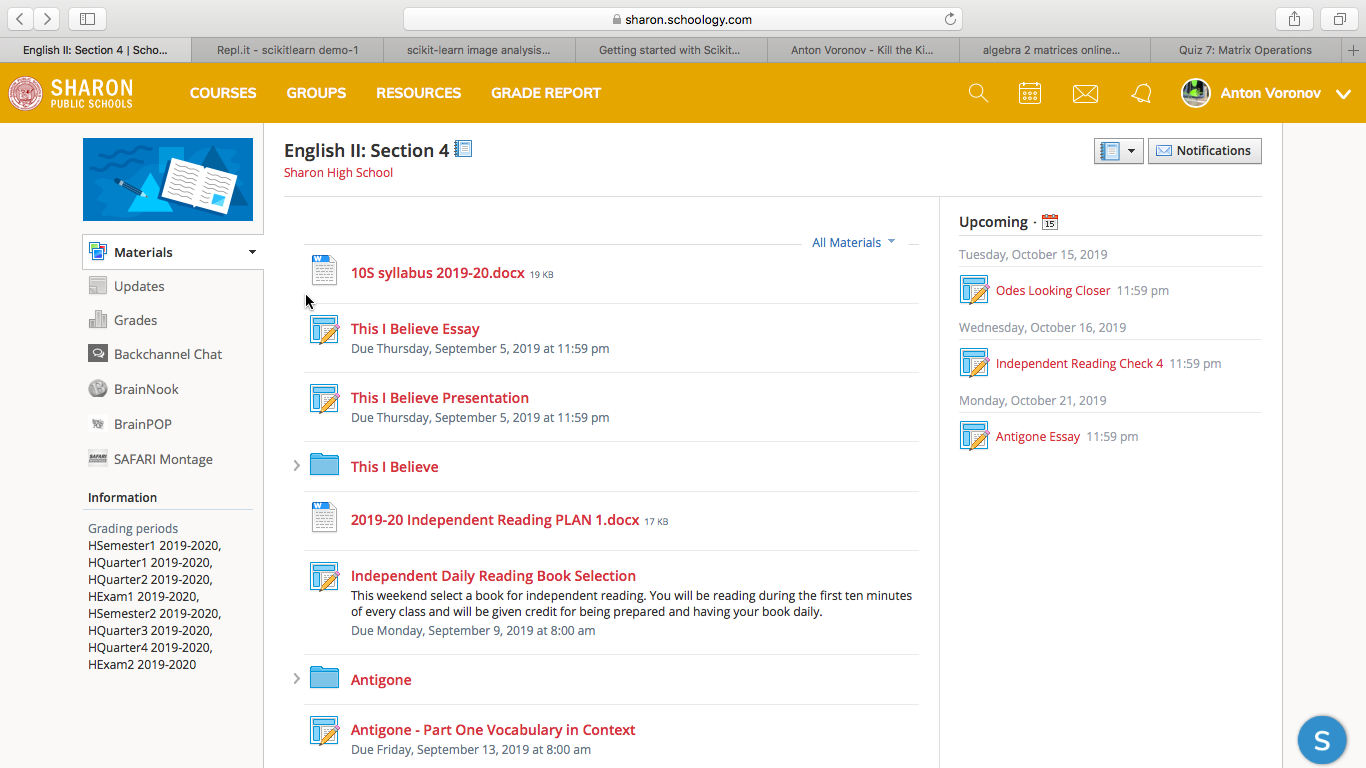 sharon.schoology.com
English II: Section 4 | Scho...
Repl.it - scikitlearn demo-1
scikit-learn image analysis...
Getting started with Scikit...
Anton Voronov - Kill the Ki...
algebra 2 matrices online...
Quiz 7: Matrix Operations
SHARON
PUBLIC SCHOOLS
COURSES
GROUPS
RESOURCES
GRADE REPORT
Anton Voronov
English II: Section 4
Sharon High School
Notifications
Materials
Updates
Grades
Backchannel Chat
BrainNook
BrainPOP
SAFARI
SAFARI Montage
Information
Grading periods
HSemester1 2019-2020,
HQuarter1 2019-2020,
HQuarter2 2019-2020,
HExam1 2019-2020,
HSemester2 2019-2020,
HQuarter3 2019-2020,
HQuarter4 2019-2020,
HExam2 2019-2020
All Materials
W
10S syllabus 2019-20.docx 19 KB
This I Believe Essay
Due Thursday, September 5, 2019 at 11:59 pm
This I Believe Presentation
Due Thursday, September 5, 2019 at 11:59 pm
This I Believe
W
2019-20 Independent Reading PLAN 1.docx 17 KB
Independent Daily Reading Book Selection
This weekend select a book for independent reading. You will be reading during the first ten minutes
of every class and will be given credit for being prepared and having your book daily.
Due Monday, September 9, 2019 at 8:00 am
Antigone
Antigone - Part One Vocabulary in Context
Due Friday, September 13, 2019 at 8:00 am
Upcoming · 15
Tuesday, October 15, 2019
Odes Looking Closer 11:59 pm
Wednesday, October 16, 2019
Independent Reading Check 4 11:59 pm
Monday, October 21, 2019
Antigone Essay 11:59 pm
S